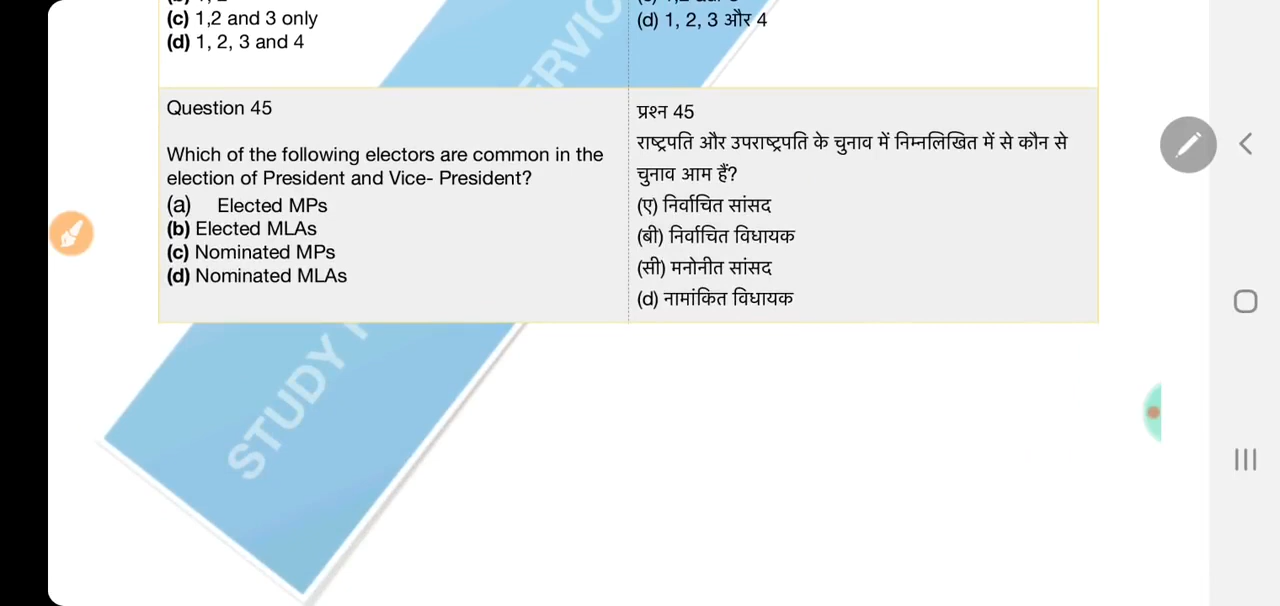 (c) 1,2 and 3 only
(d) 1, 2, 3 and 4
(d) 1, 2, 3 और 4
Question 45
Which of the following electors are common in the
election of President and Vice- President?
(a) Elected MPs
(b) Elected MLAs
(c) Nominated MPs
(d) Nominated MLAs
प्रश्न 45
राष्ट्रपति और उपराष्ट्रपति के चुनाव में निम्नलिखित में से कौन से
चुनाव आम हैं?
(ए) निर्वाचित सांसद
(बी) निर्वाचित विधायक
(सी) मनोनीत सांसद
(d) नामांकित विधायक
STUDY